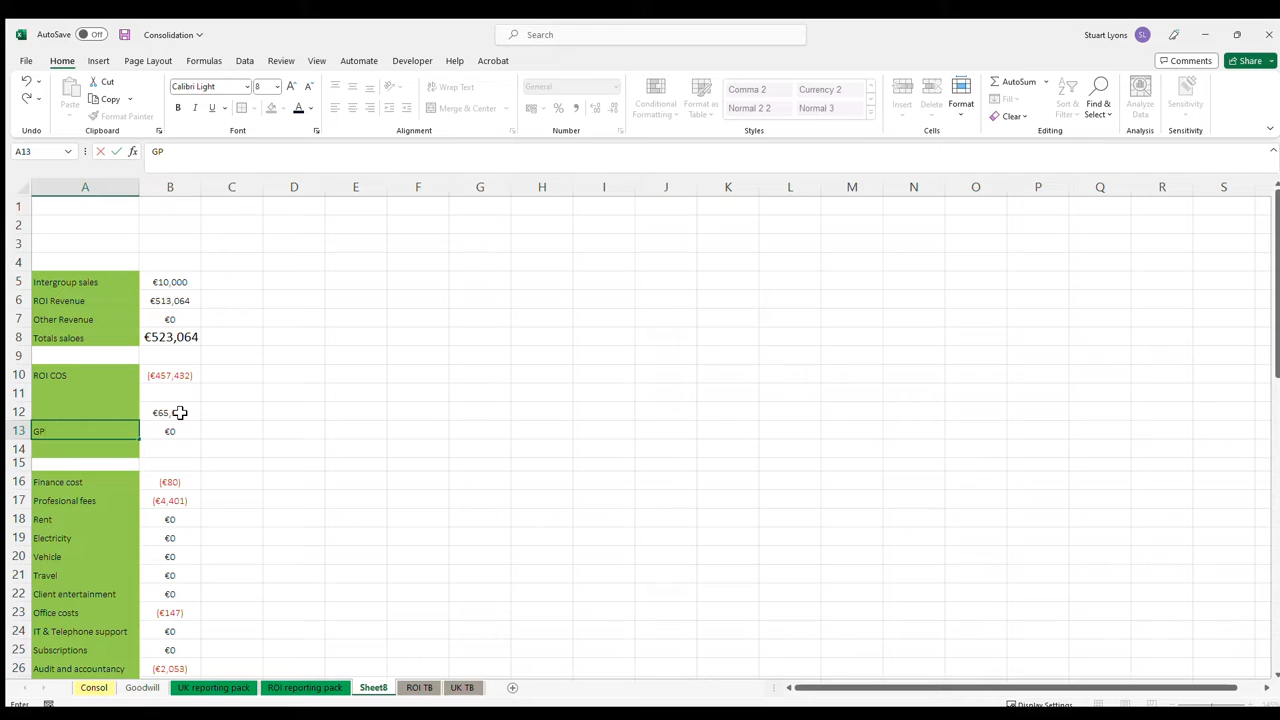 AutoSave Off Consolidation Search Stuart Lyons SL
File Home Insert Page Layout Formulas Data Review View Automate Developer Help Acrobat Comments Share
Cut Calibri Light 8 Wrap Text General Comma 2 Currency 2 AutoSum
Paste Copy Conditional Format as Insert Delete Format Fill Sort & Find & Analyze Sensitivity
Format Painter B I U Merge & Center Formatting Table Normal 2 2 Normal 3 Clear Filter Select Data
Undo Clipboard Font Alignment Number Styles Cells Editing Analysis Sensitivity
A13 fx GP
A B C D E F G H I J K L M N O P Q R S
1
2
3
4
5 Intergroup sales €10,000
6 ROI Revenue €513,064
7 Other Revenue €0
8 Totals saloes €523,064
9
10 ROI COS (€457,432)
11
12 €65,
13 GP €0
14
15
16 Finance cost (€80)
17 Profesional fees (€4,401)
18 Rent €0
19 Electricity €0
20 Vehicle €0
21 Travel €0
22 Client entertainment €0
23 Office costs (€147)
24 IT & Telephone support €0
25 Subscriptions €0
26 Audit and accountancy (€2,053)
Consol Goodwill UK reporting pack ROI reporting pack Sheet8 ROI TB UK TB
Enter Display Settings